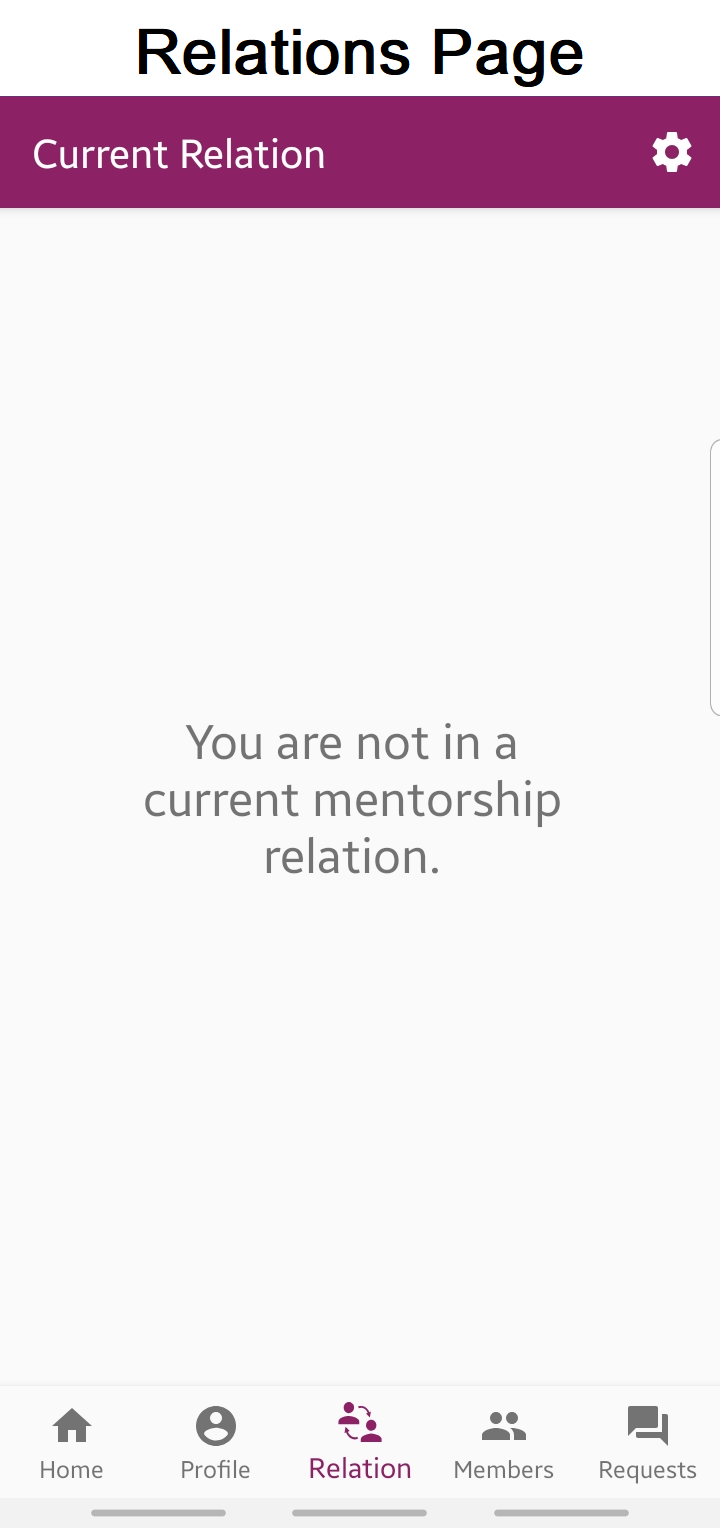 Relations Page
Current Relation
You are not in a
current mentorship
relation.
Home
Profile
Relation
Members
Requests